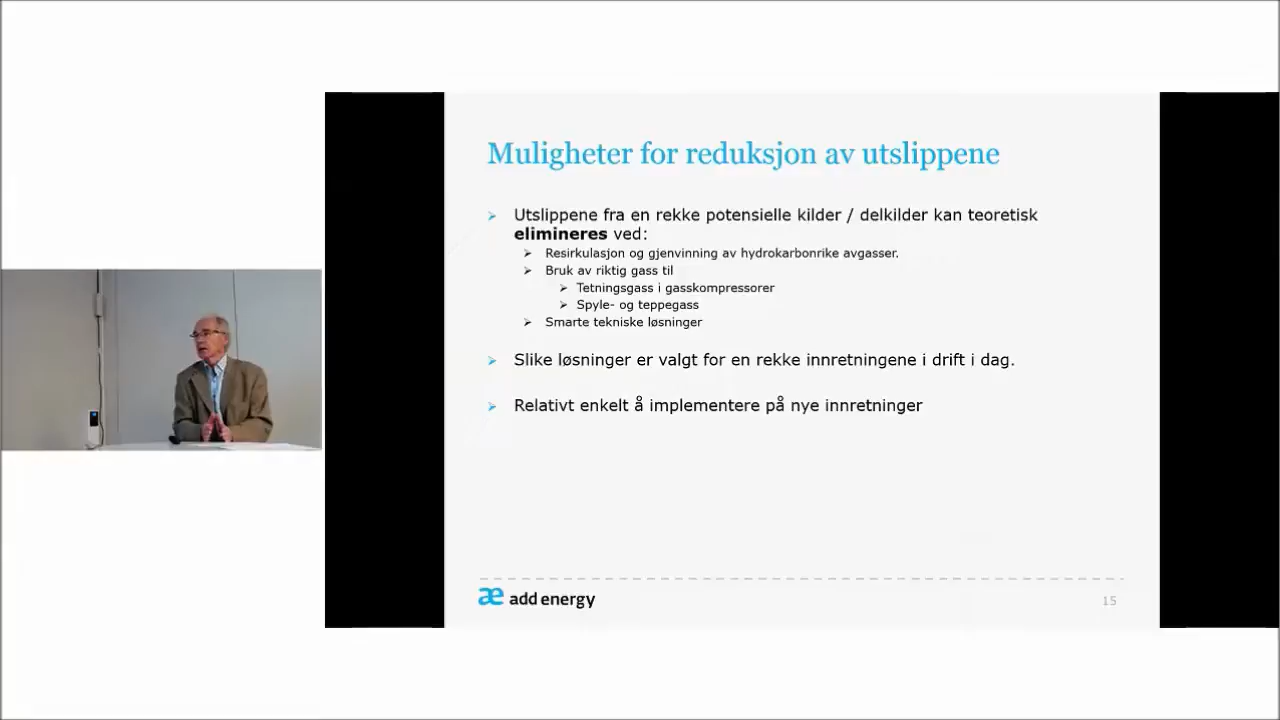 Muligheter for reduksjon av utslippene
Utslippene fra en rekke potensielle kilder / delkilder kan teoretisk
elimineres ved:
Resirkulasjon og gjenvinning av hydrokarbonrike avgasser.
Bruk av riktig gass til
Tetningsgass i gasskompressorer
Spyle- og teppegass
Smarte tekniske løsninger
Slike løsninger er valgt for en rekke innretningene i drift i dag.
Relativt enkelt å implementere på nye innretninger
æ add energy
15